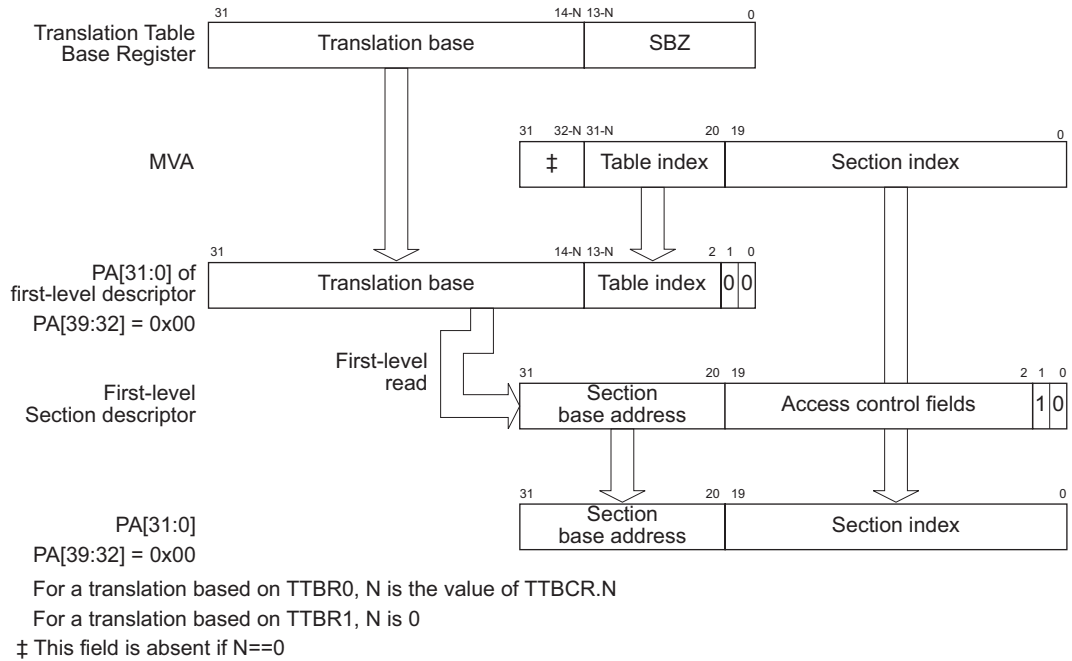 31 14-N 13-N 0
Translation Table
Base Register
Translation base SBZ
31 32-N 31-N 20 19 0
MVA ‡ Table index Section index
31 14-N 13-N 2 1 0
PA[31:0] of
first-level descriptor
PA[39:32] = 0x00
Translation base Table index 0 0
First-level
read
31 20 19 2 1 0
First-level
Section descriptor
Section
base address
Access control fields 1 0
31 20 19 0
PA[31:0]
PA[39:32] = 0x00
Section
base address
Section index
For a translation based on TTBR0, N is the value of TTBCR.N
For a translation based on TTBR1, N is 0
‡ This field is absent if N==0